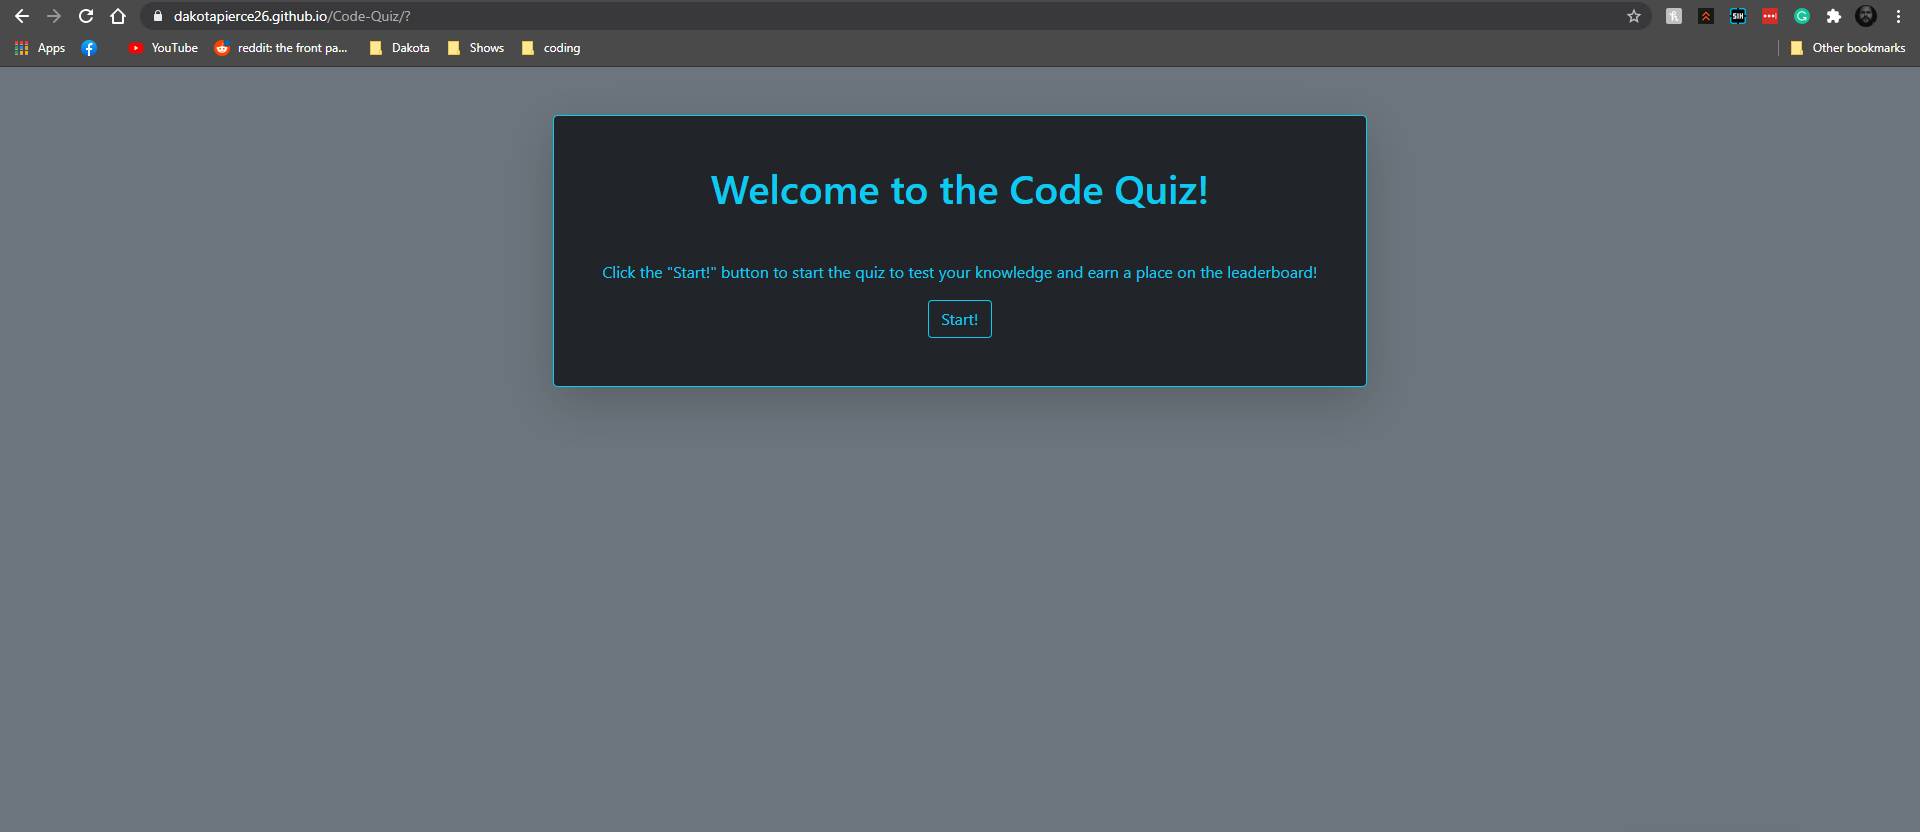 dakotapierce26.github.io/Code-Quiz/?
SIH
Apps YouTube reddit: the front pa... Dakota Shows coding Other bookmarks
Welcome to the Code Quiz!
Click the "Start!" button to start the quiz to test your knowledge and earn a place on the leaderboard!
Start!